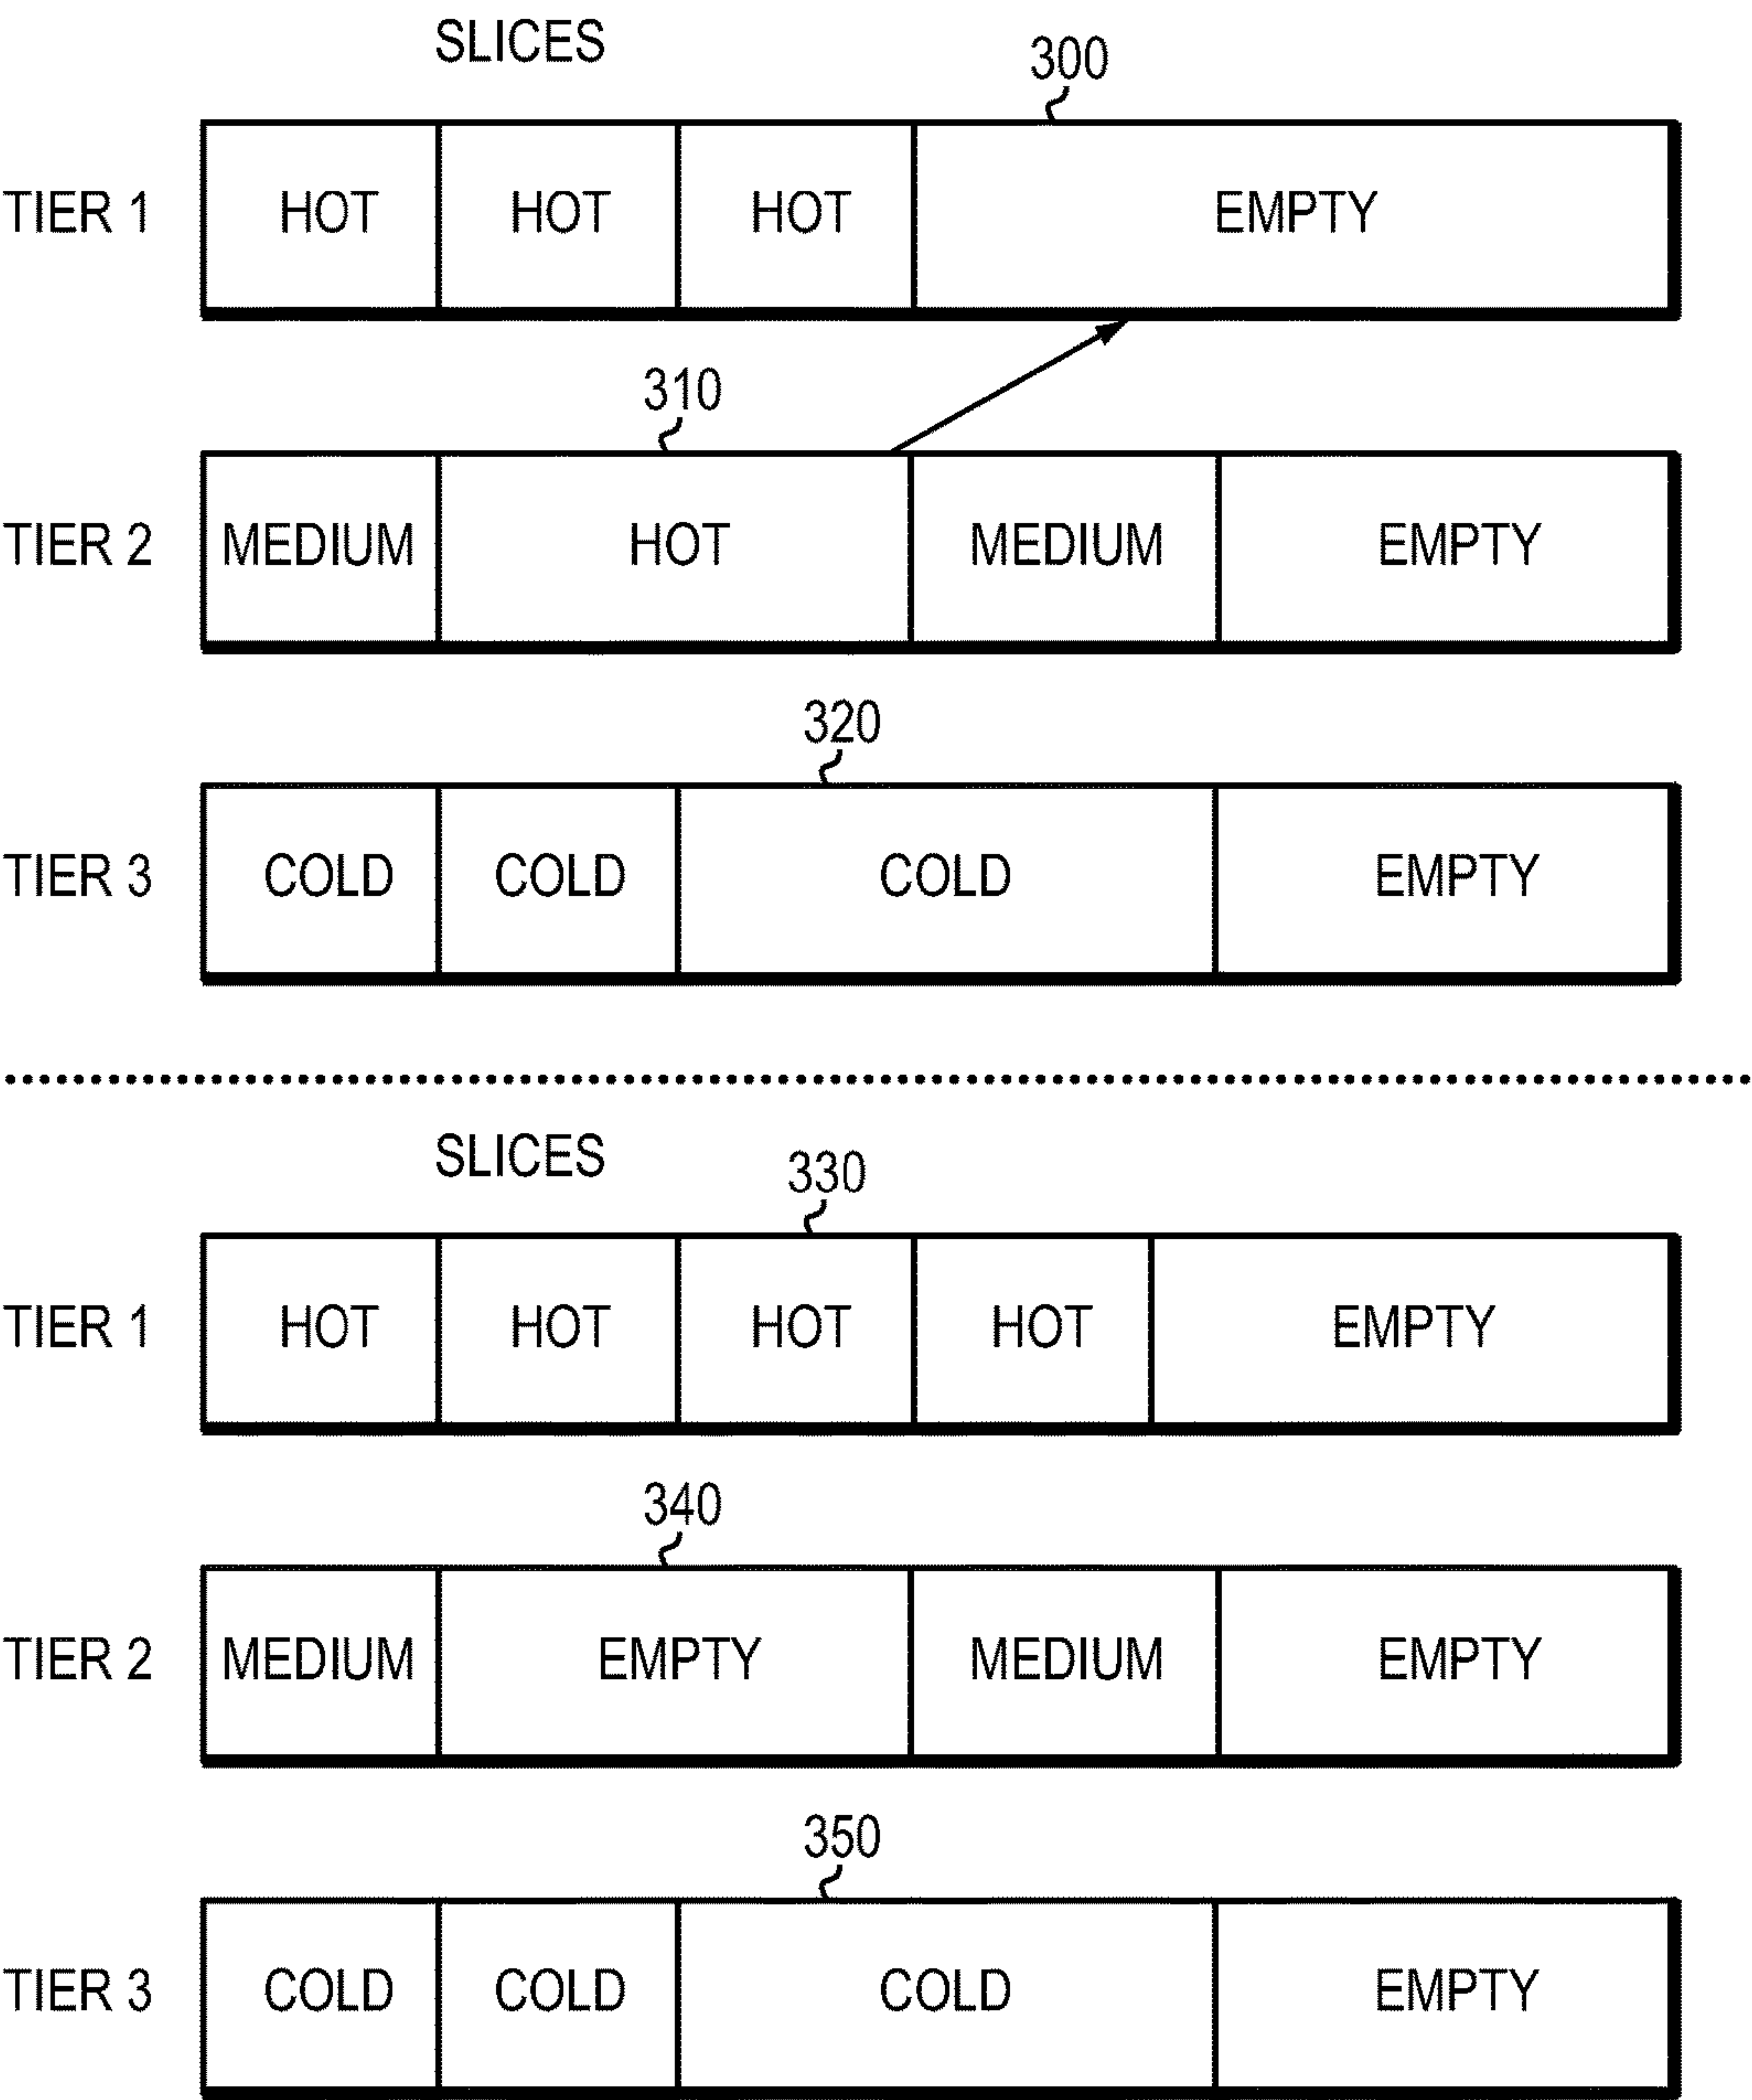 SLICES
300
TIER 1 HOT HOT HOT EMPTY
310
TIER 2 MEDIUM HOT MEDIUM EMPTY
320
TIER 3 COLD COLD COLD EMPTY
SLICES
330
TIER 1 HOT HOT HOT HOT EMPTY
340
TIER 2 MEDIUM EMPTY MEDIUM EMPTY
350
TIER 3 COLD COLD COLD EMPTY